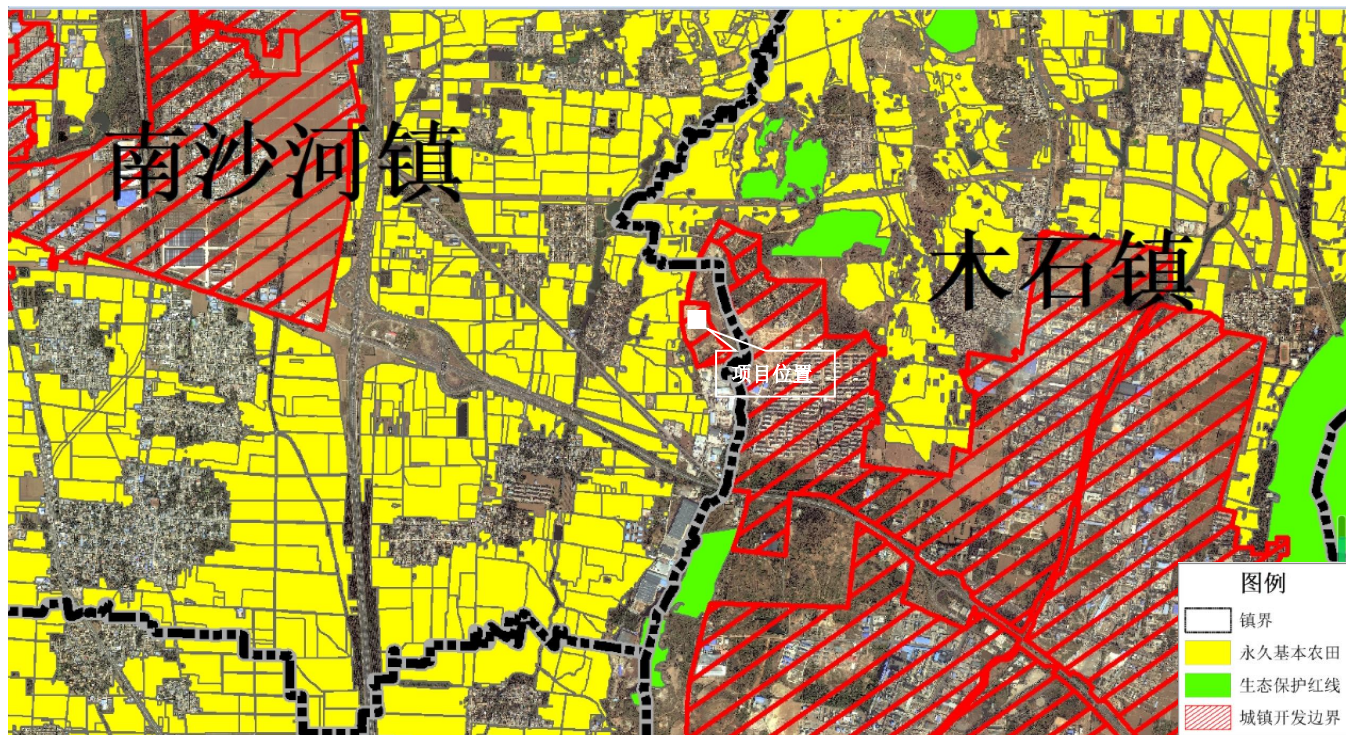 南沙河镇
木石镇
项目位置
图例
镇界
永久基本农田
生态保护红线
城镇开发边界